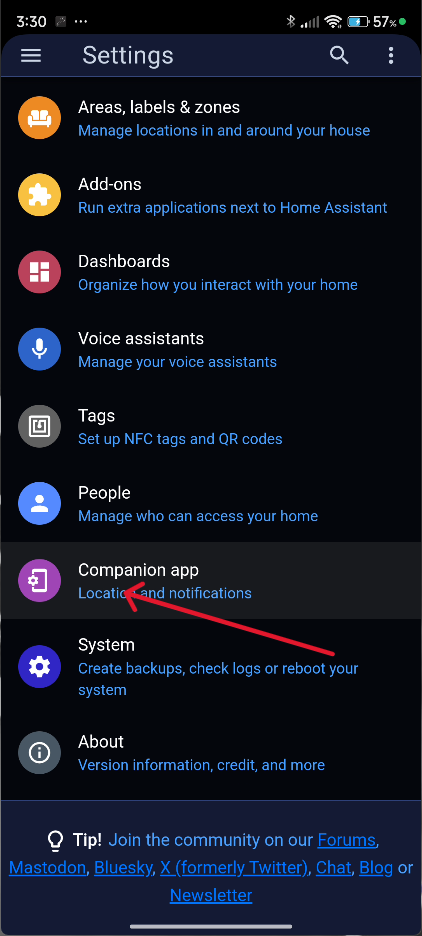 3:30 57%
Settings
Areas, labels & zones
Manage locations in and around your house
Add-ons
Run extra applications next to Home Assistant
Dashboards
Organize how you interact with your home
Voice assistants
Manage your voice assistants
Tags
Set up NFC tags and QR codes
People
Manage who can access your home
Companion app
Location and notifications
System
Create backups, check logs or reboot your
system
About
Version information, credit, and more
Tip! Join the community on our Forums,
Mastodon, Bluesky, X (formerly Twitter), Chat, Blog or
Newsletter